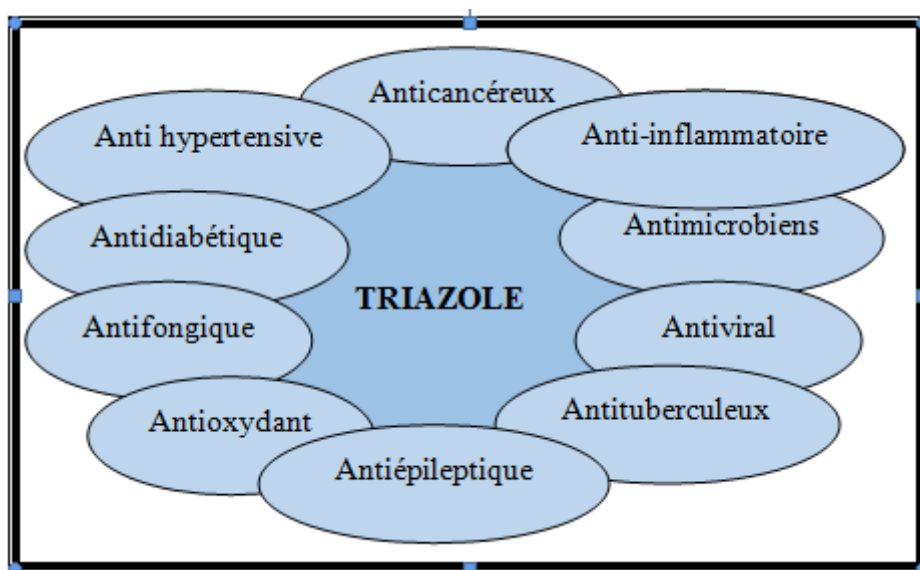 Anticancéreux
Anti hypertensive
Anti-inflammatoire
Antidiabétique
Antimicrobiens
TRIAZOLE
Antifongique
Antiviral
Antioxydant
Antituberculeux
Antiépileptique